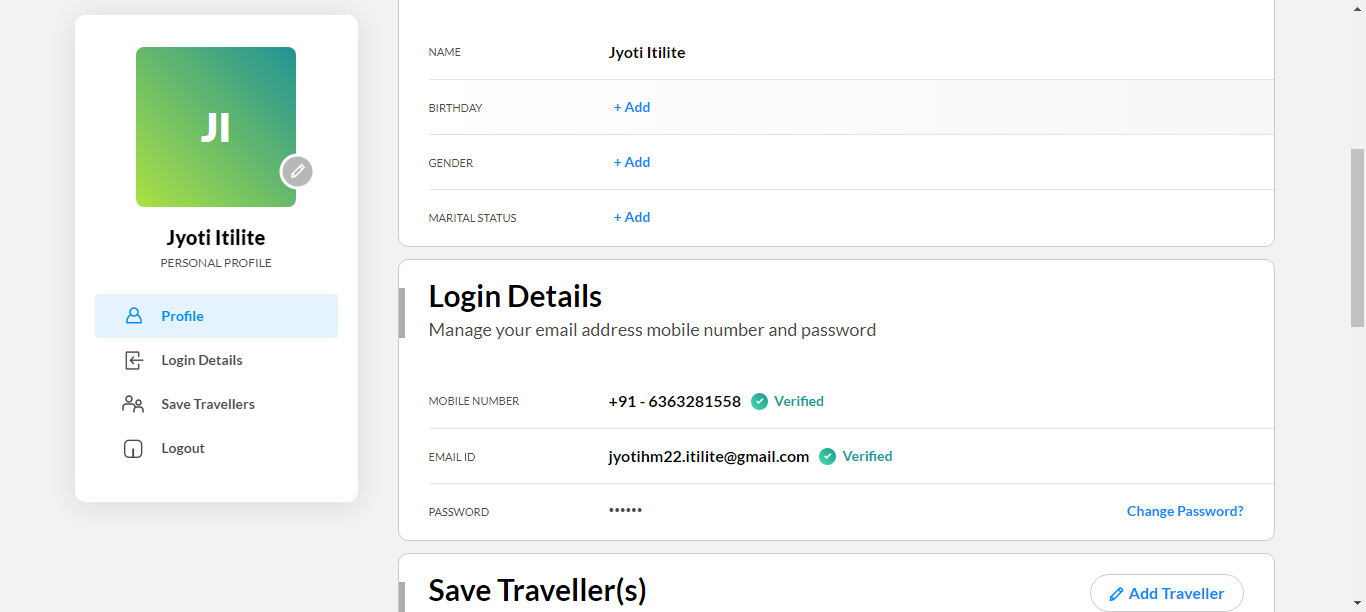 JI
Jyoti Itilite
PERSONAL PROFILE
Profile
Login Details
Save Travellers
Logout
NAME Jyoti Itilite
BIRTHDAY + Add
GENDER + Add
MARITAL STATUS + Add
Login Details
Manage your email address mobile number and password
MOBILE NUMBER +91 - 6363281558 Verified
EMAIL ID jyotihm22.itilite@gmail.com Verified
PASSWORD •••••• Change Password?
Save Traveller(s) Add Traveller